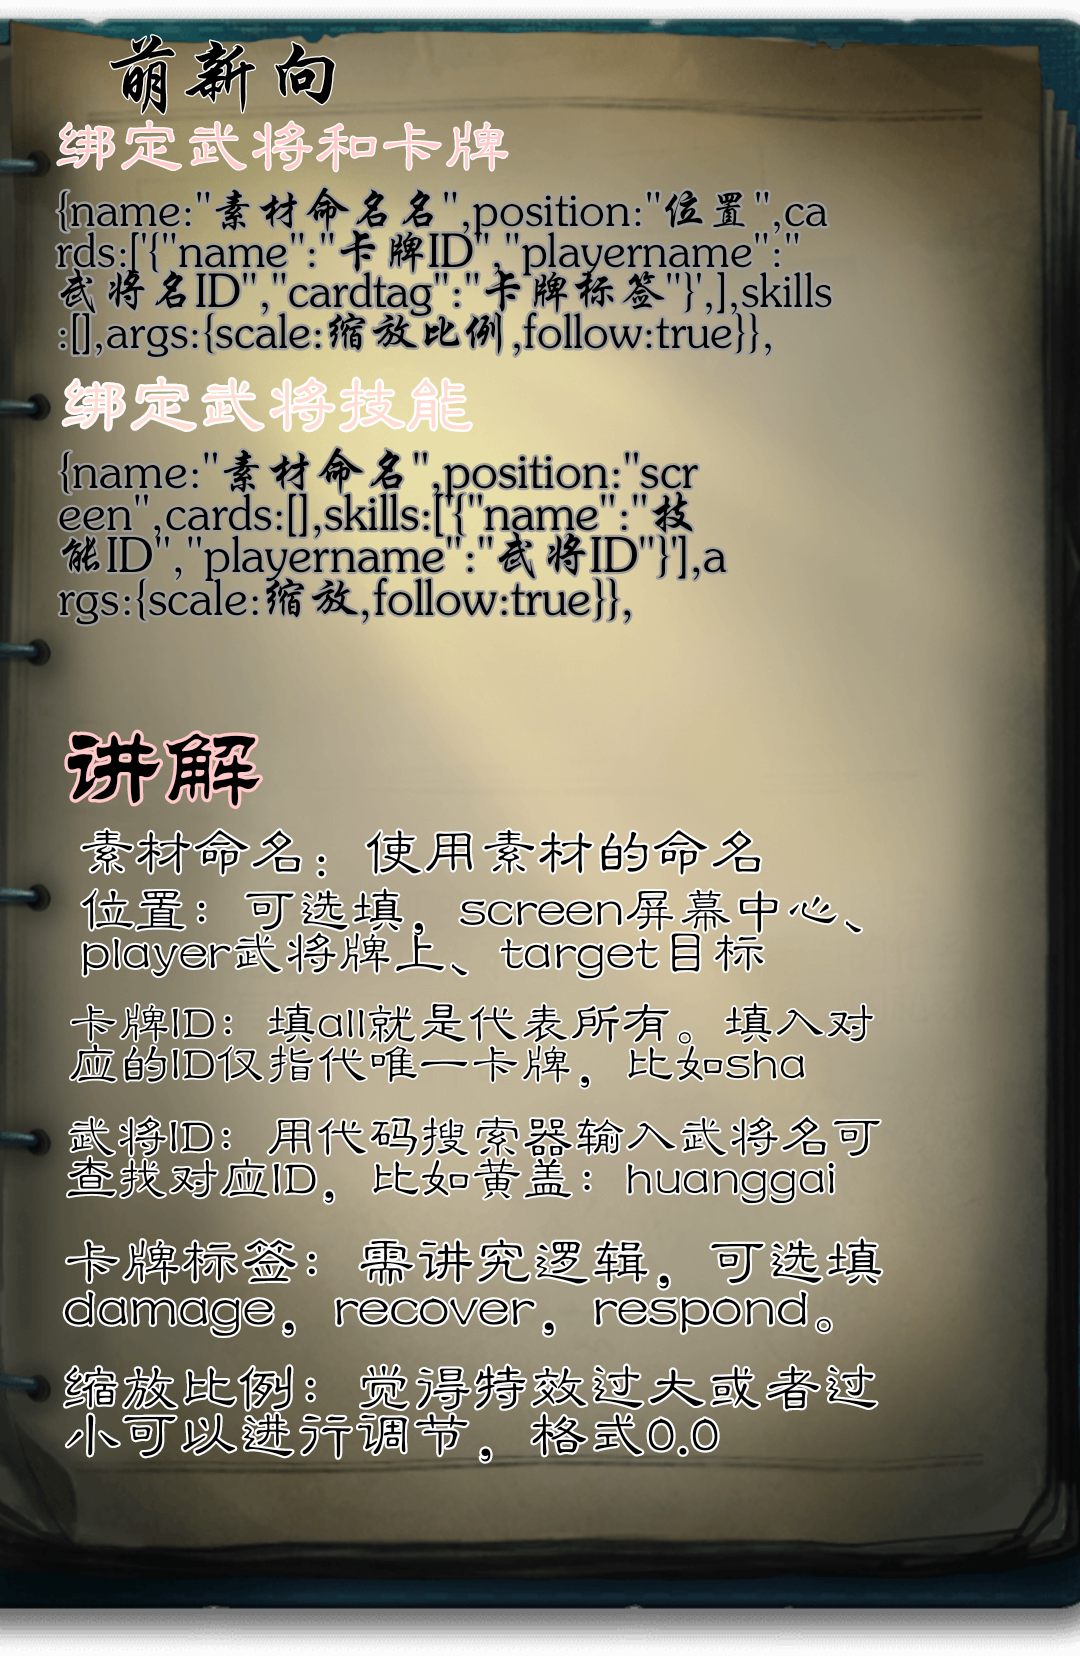 萌新向
绑定武将和卡牌
{name:"素材命名名",position:"位置",ca
rds:['{"name":"卡牌ID","playername":"
武将名ID","cardtag":"卡牌标签"}',],skills
:[],args:{scale:缩放比例,follow:true}},
绑定武将技能
{name:"素材命名",position:"scr
een",cards:[],skills:['{"name":"技
能ID","playername":"武将ID"}'],a
rgs:{scale:缩放,follow:true}},
讲解
素材命名：使用素材的命名
位置：可选填，screen屏幕中心、
player武将牌上、target目标
卡牌ID：填all就是代表所有。填入对
应的ID仅指代唯一卡牌，比如sha
武将ID：用代码搜索器输入武将名可
查找对应ID，比如黄盖：huanggai
卡牌标签：需讲究逻辑，可选填
damage，recover，respond。
缩放比例：觉得特效过大或者过
小可以进行调节，格式0.0